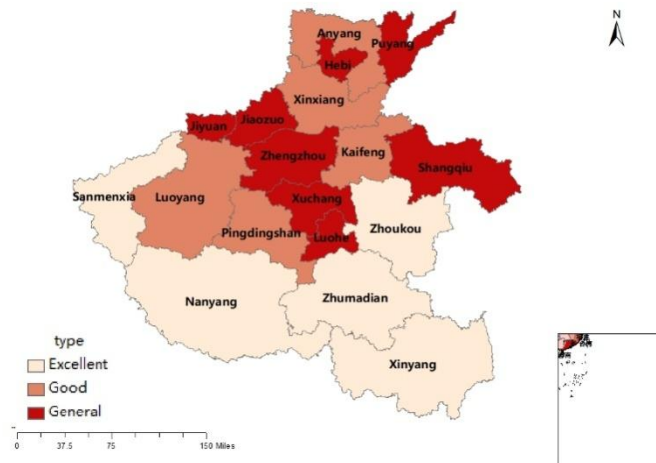 N
Anyang
Puyang
Hebi
Xinxiang
Jiyuan
Jiaozuo
Zhengzhou
Kaifeng
Shangqiu
Sanmenxia
Luoyang
Xuchang
Zhoukou
Pingdingshan
Luohe
Nanyang
Zhumadian
Xinyang
type
Excellent
Good
General
0 37.5 75 150 Miles